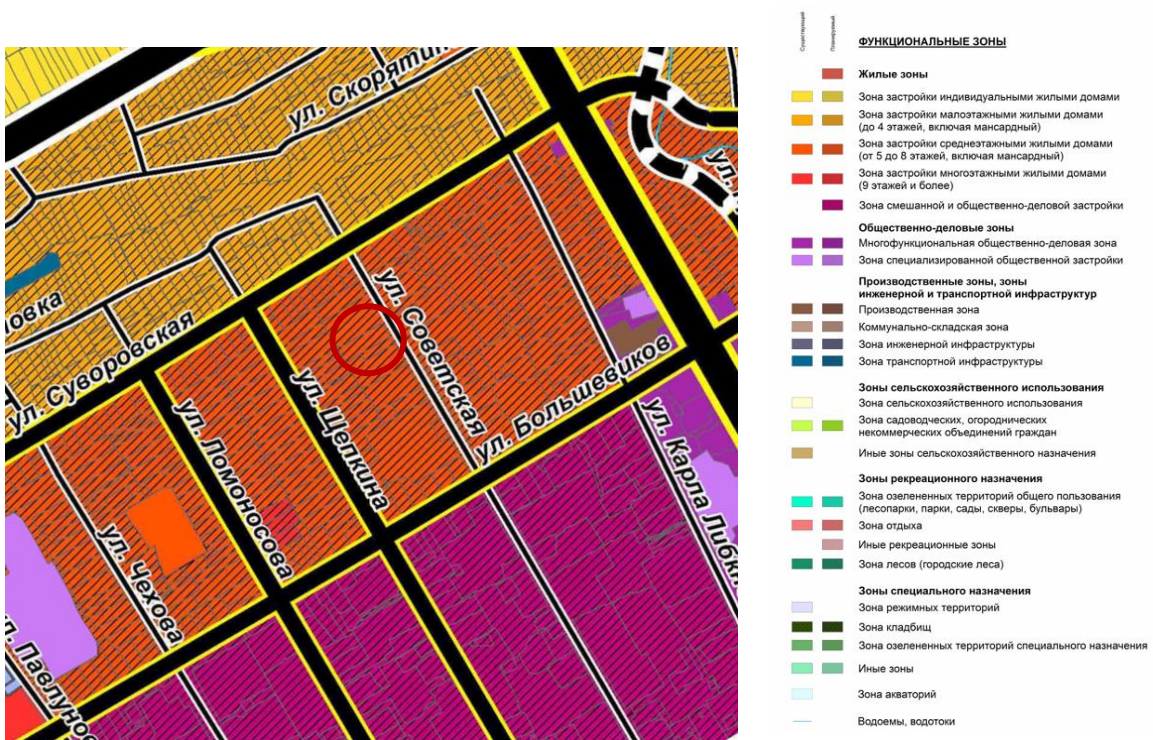 ул. Скорятин
ул.
ловка
ул. Суворовская
ул. Советская
ул. Большевиков
ул. Щепкина
ул. Ломоносова
ул. Чехова
ул. Карла Либкн
ул. Павлунов
Существующий
Планируемый
ФУНКЦИОНАЛЬНЫЕ ЗОНЫ
Жилые зоны
Зона застройки индивидуальными жилыми домами
Зона застройки малоэтажными жилыми домами
(до 4 этажей, включая мансардный)
Зона застройки среднеэтажными жилыми домами
(от 5 до 8 этажей, включая мансардный)
Зона застройки многоэтажными жилыми домами
(9 этажей и более)
Зона смешанной и общественно-деловой застройки
Общественно-деловые зоны
Многофункциональная общественно-деловая зона
Зона специализированной общественной застройки
Производственные зоны, зоны
инженерной и транспортной инфраструктур
Производственная зона
Коммунально-складская зона
Зона инженерной инфраструктуры
Зона транспортной инфраструктуры
Зоны сельскохозяйственного использования
Зона сельскохозяйственного использования
Зона садоводческих, огороднических
некоммерческих объединений граждан
Иные зоны сельскохозяйственного назначения
Зоны рекреационного назначения
Зона озелененных территорий общего пользования
(лесопарки, парки, сады, скверы, бульвары)
Зона отдыха
Иные рекреационные зоны
Зона лесов (городские леса)
Зоны специального назначения
Зона режимных территорий
Зона кладбищ
Зона озелененных территорий специального назначения
Иные зоны
Зона акваторий
Водоемы, водотоки